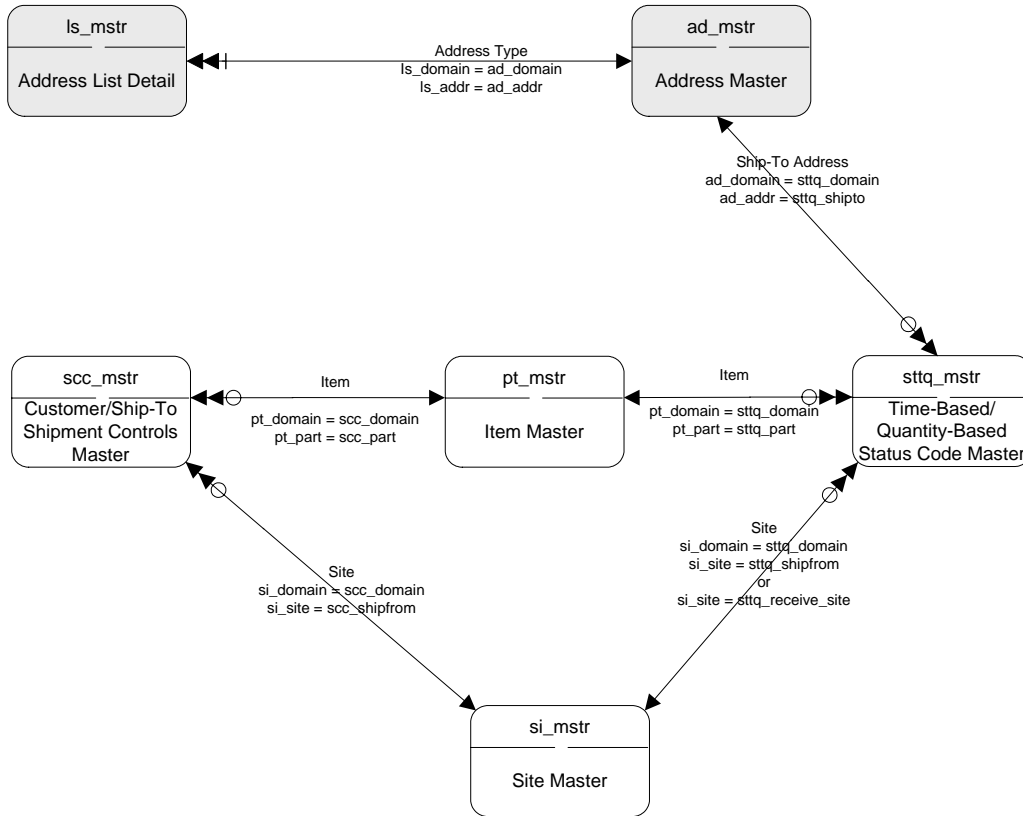 ls_mstr
Address List Detail
Address Type
ls_domain = ad_domain
ls_addr = ad_addr
ad_mstr
Address Master
Ship-To Address
ad_domain = sttq_domain
ad_addr = sttq_shipto
scc_mstr
Customer/Ship-To
Shipment Controls
Master
Item
pt_domain = scc_domain
pt_part = scc_part
pt_mstr
Item Master
Item
pt_domain = sttq_domain
pt_part = sttq_part
sttq_mstr
Time-Based/
Quantity-Based
Status Code Master
Site
si_domain = scc_domain
si_site = scc_shipfrom
Site
si_domain = sttq_domain
si_site = sttq_shipfrom
or
si_site = sttq_receive_site
si_mstr
Site Master